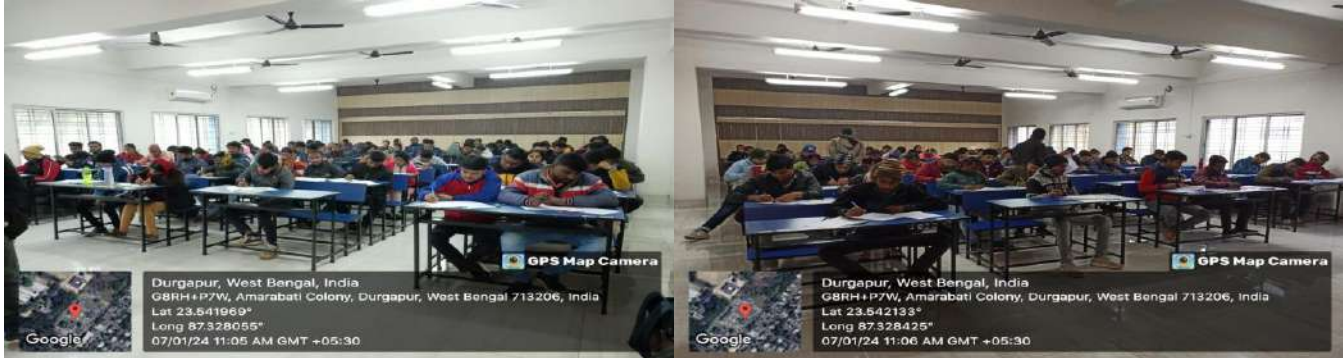 GPS Map Camera
Durgapur, West Bengal, India
G8RH+P7W, Amarabati Colony, Durgapur, West Bengal 713206, India
Lat 23.541969°
Long 87.328055°
07/01/24 11:05 AM GMT +05:30
Google
GPS Map Camera
Durgapur, West Bengal, India
G8RH+P7W, Amarabati Colony, Durgapur, West Bengal 713206, India
Lat 23.542133°
Long 87.328425°
07/01/24 11:06 AM GMT +05:30
Google